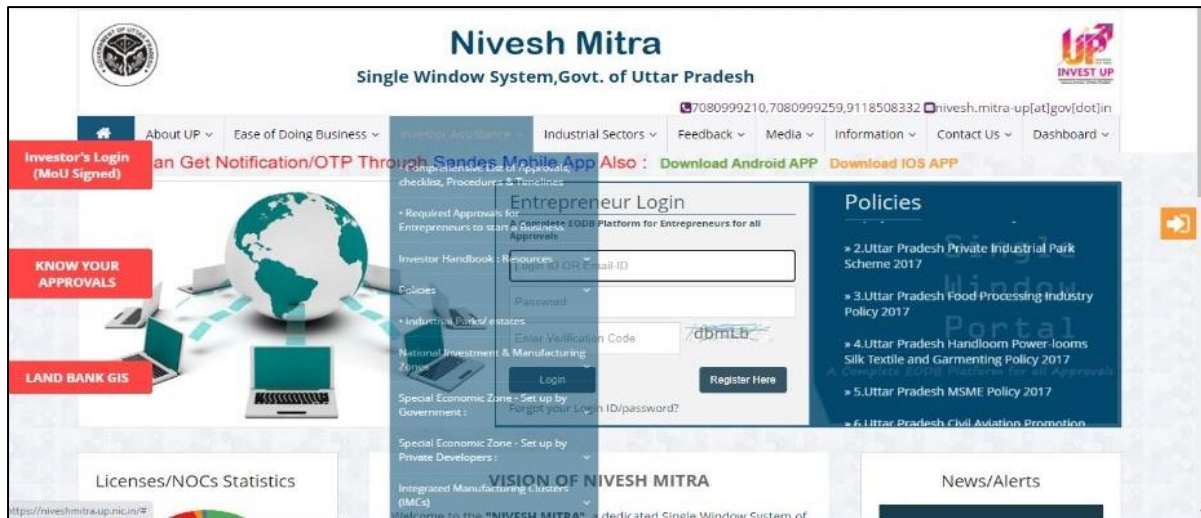 Nivesh Mitra
Single Window System,Govt. of Uttar Pradesh
INVEST UP
7080999210,7080999259,9118508332 nivesh.mitra-up[at]gov[dot]in
About UP Ease of Doing Business Investor Assistance Industrial Sectors Feedback Media Information Contact Us Dashboard
an Get Notification/OTP Through Sandes Mobile App Also : Download Android APP Download IOS APP
Investor's Login
(MoU Signed)
KNOW YOUR
APPROVALS
LAND BANK GIS
• Comprehensive List of Approvals,
checklist, Procedures & Timelines
• Required Approvals for
Entrepreneurs to start a Business
Investor Handbook : Resources
Policies
• Industrial Parks/ estates
National Investment & Manufacturing
Zones
Special Economic Zone - Set up by
Government :
Special Economic Zone - Set up by
Private Developers :
Integrated Manufacturing Clusters
(IMCs)
Entrepreneur Login
A Complete EODB Platform for Entrepreneurs for all
Approvals
Login ID OR Email-ID
Password
Enter Verification Code
dbmLb
Login
Register Here
Forgot your Login ID/password?
Policies
» 2.Uttar Pradesh Private Industrial Park
Scheme 2017
» 3.Uttar Pradesh Food Processing Industry
Policy 2017
» 4.Uttar Pradesh Handloom Power-looms
Silk Textile and Garmenting Policy 2017
» 5.Uttar Pradesh MSME Policy 2017
» 6.Uttar Pradesh Civil Aviation Promotion
Single
Window
Portal
A Complete EODB Platform for all Approvals
Licenses/NOCs Statistics
VISION OF NIVESH MITRA
Welcome to the "NIVESH MITRA", a dedicated Single Window System of
News/Alerts
https://niveshmitra.up.nic.in/#